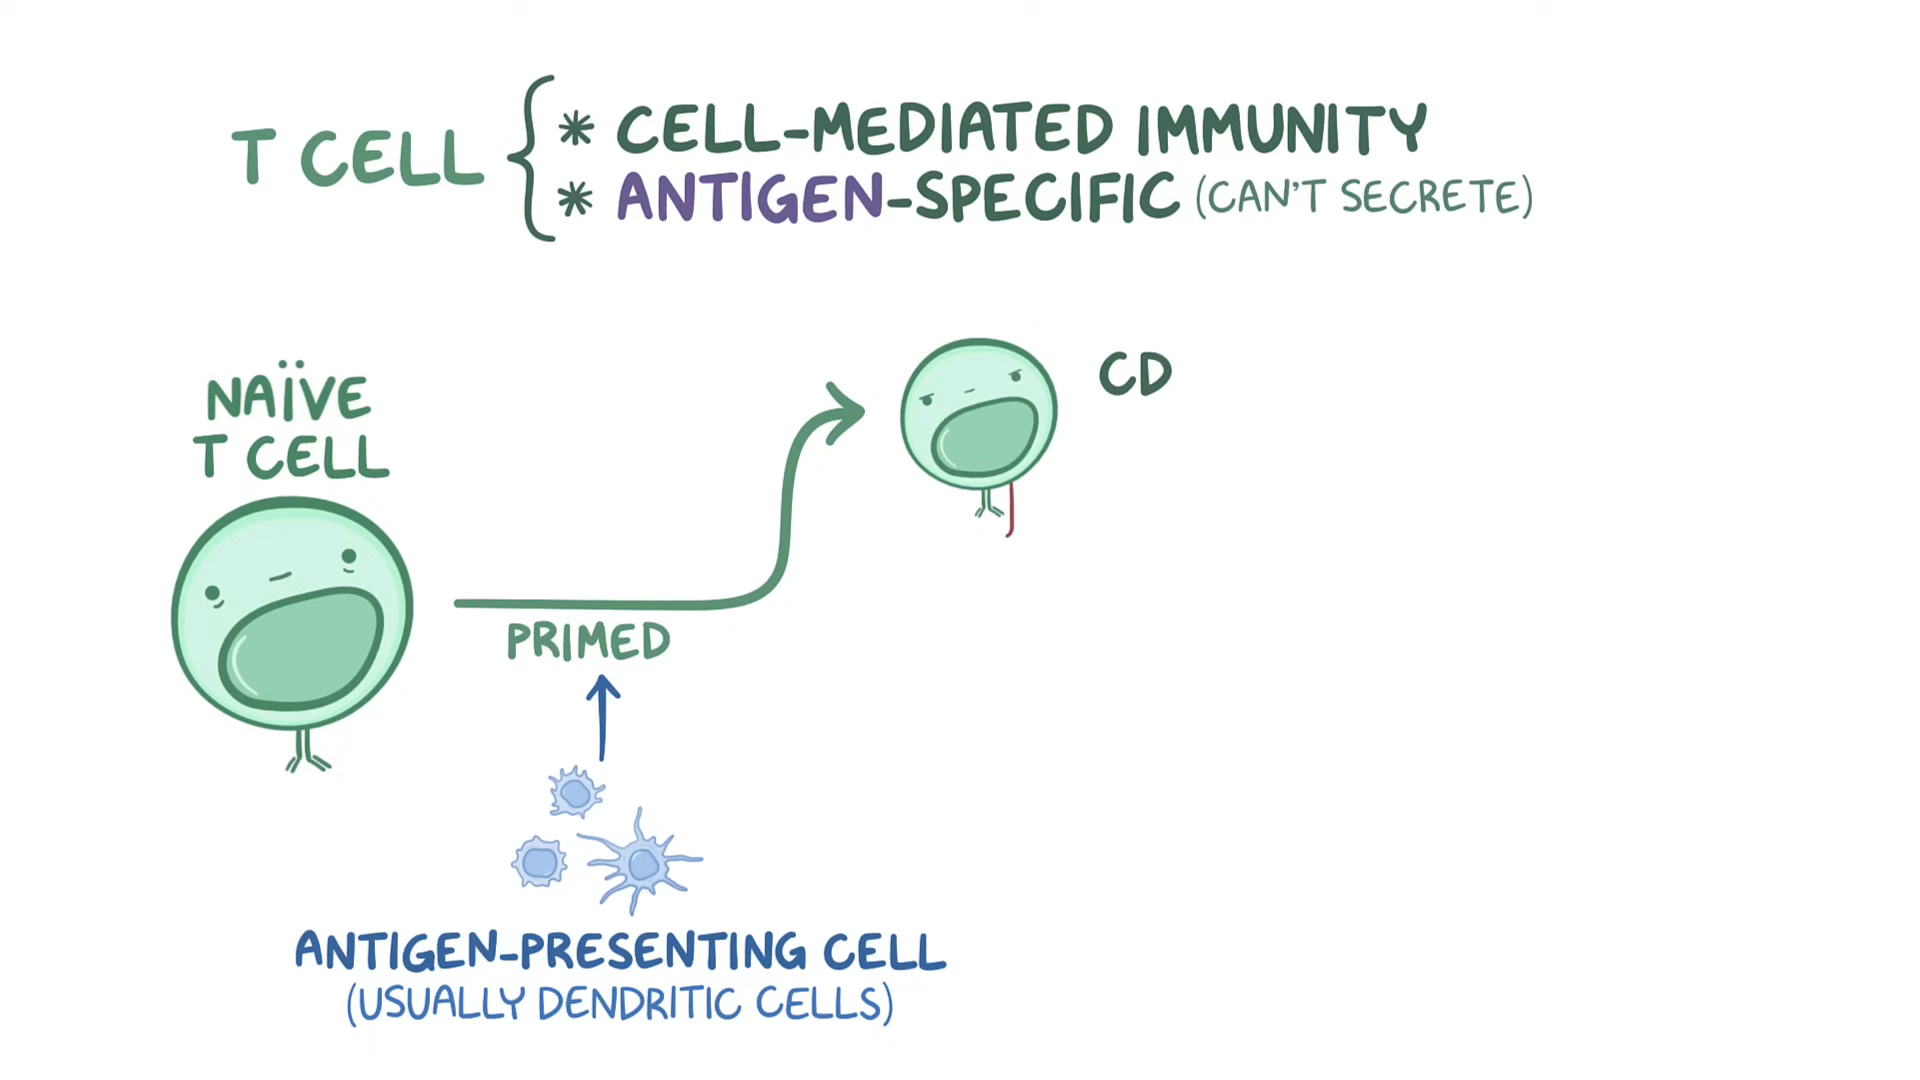 T CELL
* CELL-MEDIATED IMMUNITY
* ANTIGEN-SPECIFIC (CAN'T SECRETE)
NAÏVE
T CELL
CD
PRIMED
ANTIGEN-PRESENTING CELL
(USUALLY DENDRITIC CELLS)